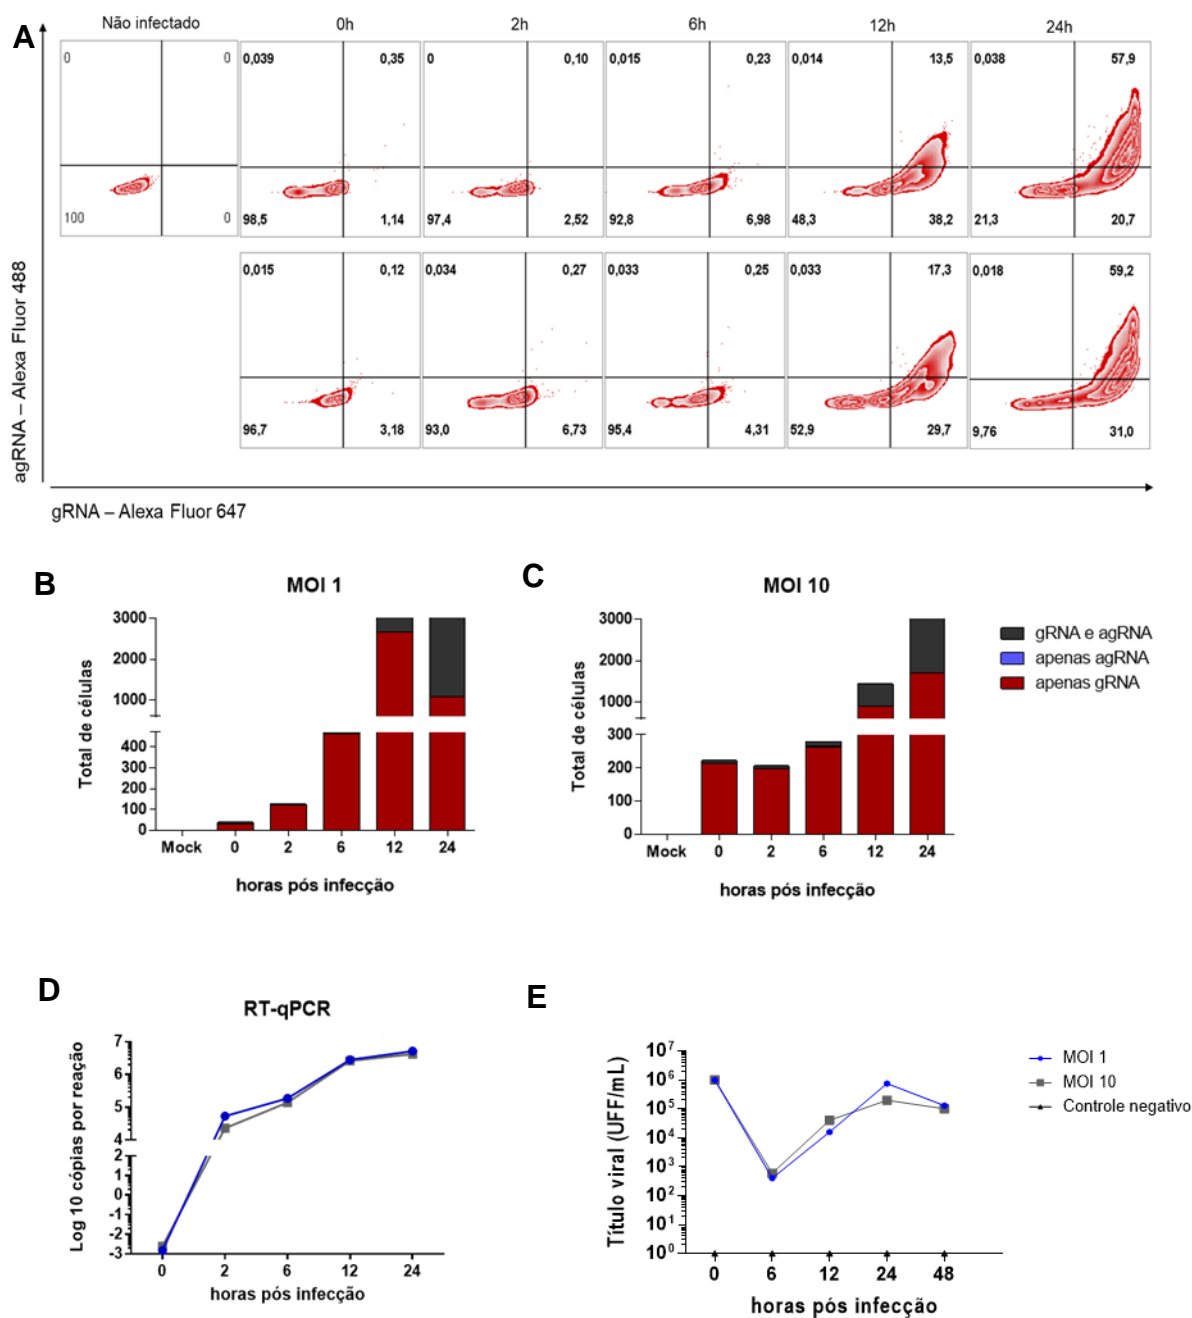 A
Não infectado 0h 2h 6h 12h 24h
0 0 0,039 0,35 0 0,10 0,015 0,23 0,014 13,5 0,038 57,9
100 0 98,5 1,14 97,4 2,52 92,8 6,98 48,3 38,2 21,3 20,7
0,015 0,12 0,034 0,27 0,033 0,25 0,033 17,3 0,018 59,2
96,7 3,18 93,0 6,73 95,4 4,31 52,9 29,7 9,76 31,0
agRNA – Alexa Fluor 488
gRNA – Alexa Fluor 647
B
MOI 1
Total de células
3000
2000
1000
400
300
200
100
0
Mock 0 2 6 12 24
horas pós infecção
C
MOI 10
Total de células
3000
2000
1000
300
200
100
0
Mock 0 2 6 12 24
horas pós infecção
gRNA e agRNA
apenas agRNA
apenas gRNA
D
RT-qPCR
Log 10 cópias por reação
7
6
5
4
2
1
0
-1
-2
-3
0 2 6 12 24
horas pós infecção
E
Título viral (UFF/mL)
10⁷
10⁶
10⁵
10⁴
10³
10²
10¹
10⁰
0 6 12 24 48
horas pós infecção
MOI 1
MOI 10
Controle negativo